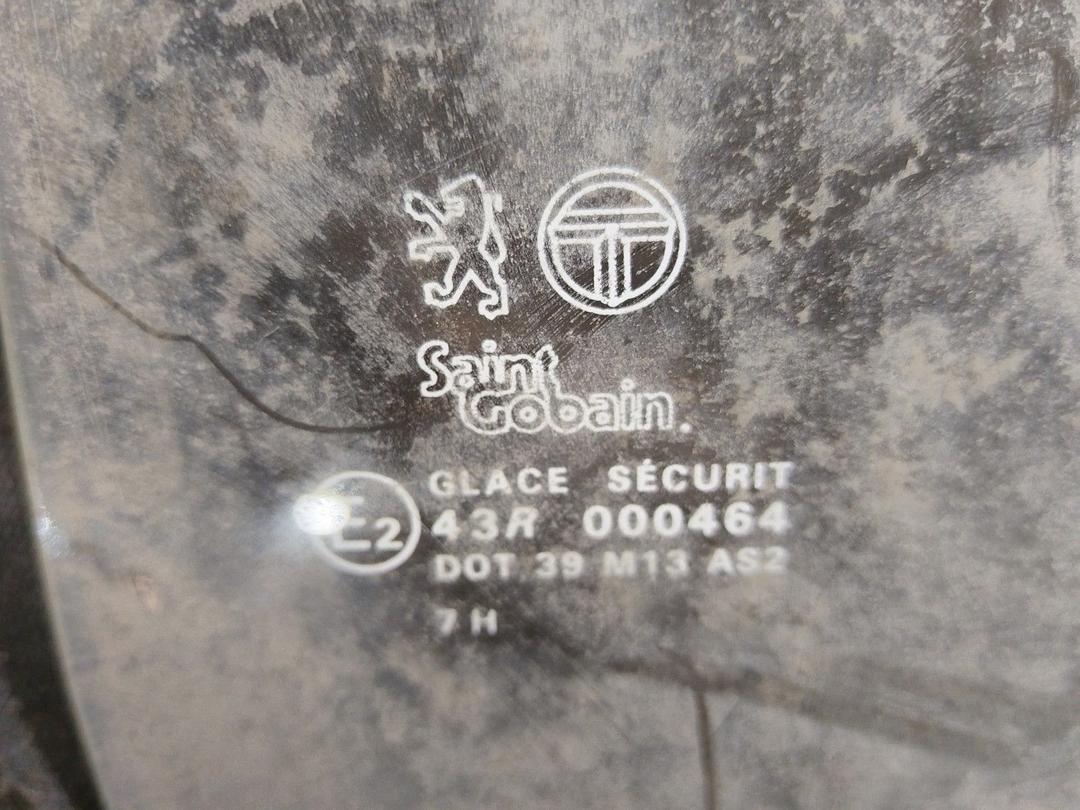 Saint
Gobain.
GLACE SÉCURIT
E2
43R 000464
DOT 39 M13 AS2
7 H